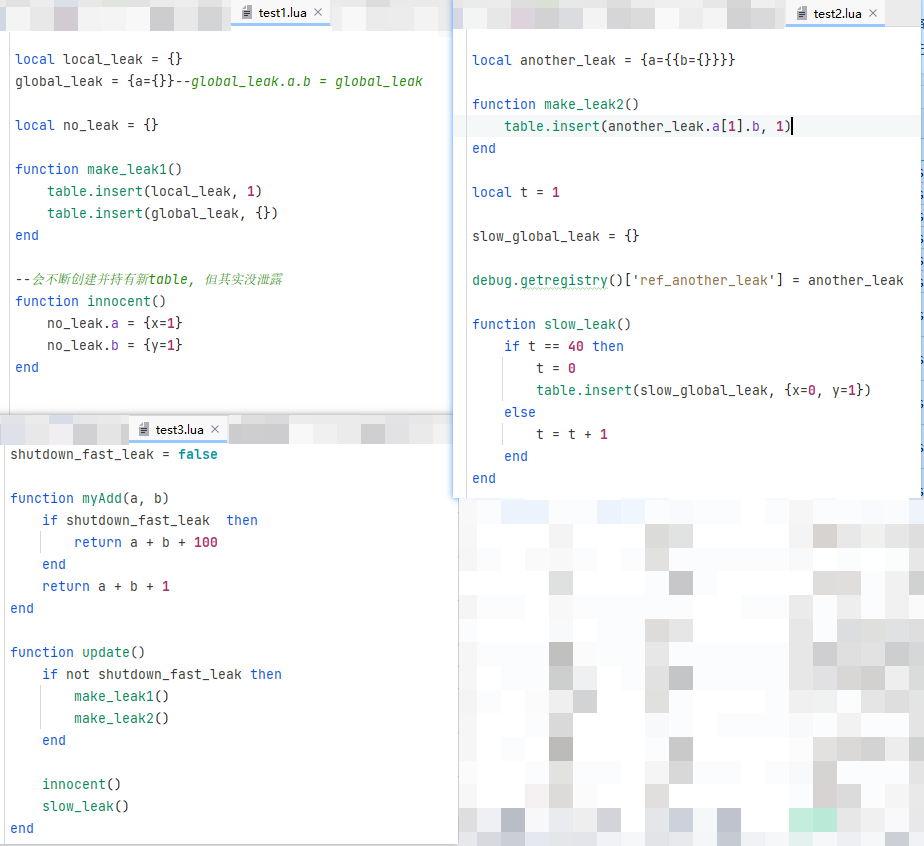 test1.lua
local local_leak = {}
global_leak = {a={}}--global_leak.a.b = global_leak
local no_leak = {}
function make_leak1()
    table.insert(local_leak, 1)
    table.insert(global_leak, {})
end
--会不断创建并持有新table, 但其实没泄露
function innocent()
    no_leak.a = {x=1}
    no_leak.b = {y=1}
end
test2.lua
local another_leak = {a={{b={}}}}
function make_leak2()
    table.insert(another_leak.a[1].b, 1)
end
local t = 1
slow_global_leak = {}
debug.getregistry()['ref_another_leak'] = another_leak
function slow_leak()
    if t == 40 then
        t = 0
        table.insert(slow_global_leak, {x=0, y=1})
    else
        t = t + 1
    end
end
test3.lua
shutdown_fast_leak = false
function myAdd(a, b)
    if shutdown_fast_leak  then
        return a + b + 100
    end
    return a + b + 1
end
function update()
    if not shutdown_fast_leak then
        make_leak1()
        make_leak2()
    end
    innocent()
    slow_leak()
end